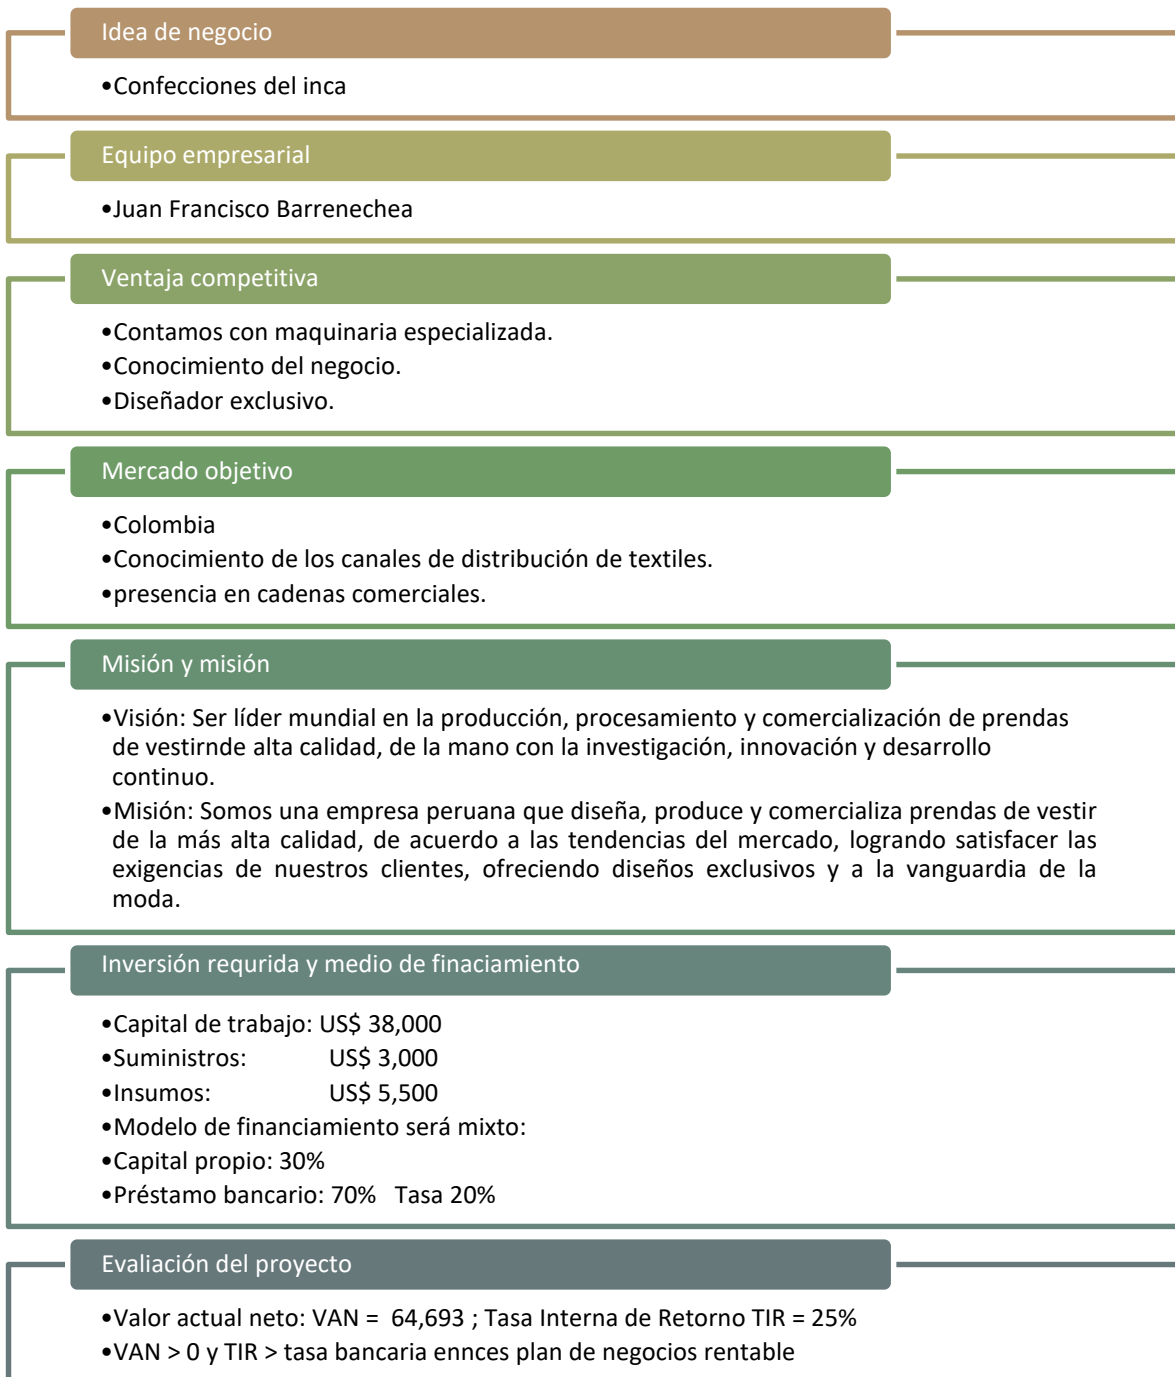 Idea de negocio
•Confecciones del inca
Equipo empresarial
•Juan Francisco Barrenechea
Ventaja competitiva
•Contamos con maquinaria especializada.
•Conocimiento del negocio.
•Diseñador exclusivo.
Mercado objetivo
•Colombia
•Conocimiento de los canales de distribución de textiles.
•presencia en cadenas comerciales.
Misión y misión
•Visión: Ser líder mundial en la producción, procesamiento y comercialización de prendas
de vestirnde alta calidad, de la mano con la investigación, innovación y desarrollo
continuo.
•Misión: Somos una empresa peruana que diseña, produce y comercializa prendas de vestir
de la más alta calidad, de acuerdo a las tendencias del mercado, logrando satisfacer las
exigencias de nuestros clientes, ofreciendo diseños exclusivos y a la vanguardia de la
moda.
Inversión requrida y medio de finaciamiento
•Capital de trabajo: US$ 38,000
•Suministros: US$ 3,000
•Insumos: US$ 5,500
•Modelo de financiamiento será mixto:
•Capital propio: 30%
•Préstamo bancario: 70% Tasa 20%
Evaluación del proyecto
•Valor actual neto: VAN = 64,693 ; Tasa Interna de Retorno TIR = 25%
•VAN > 0 y TIR > tasa bancaria ennces plan de negocios rentable